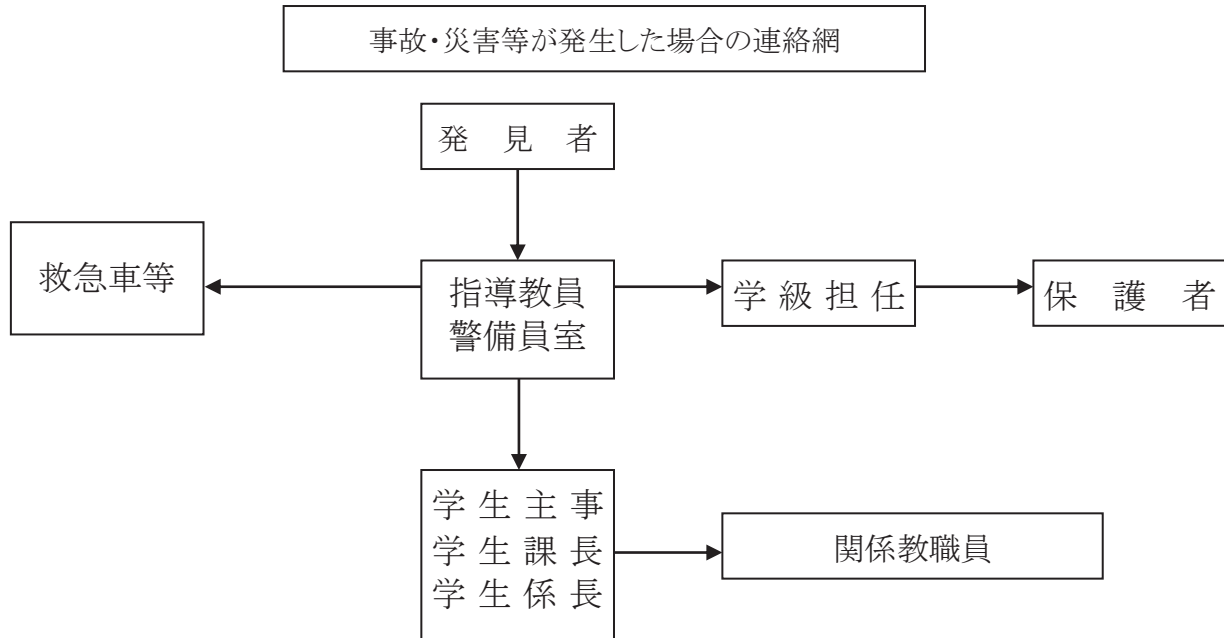 事故・災害等が発生した場合の連絡網
発　見　者
救急車等
指導教員
警備員室
学 級 担 任
保　護　者
学 生 主 事
学 生 課 長
学 生 係 長
関係教職員